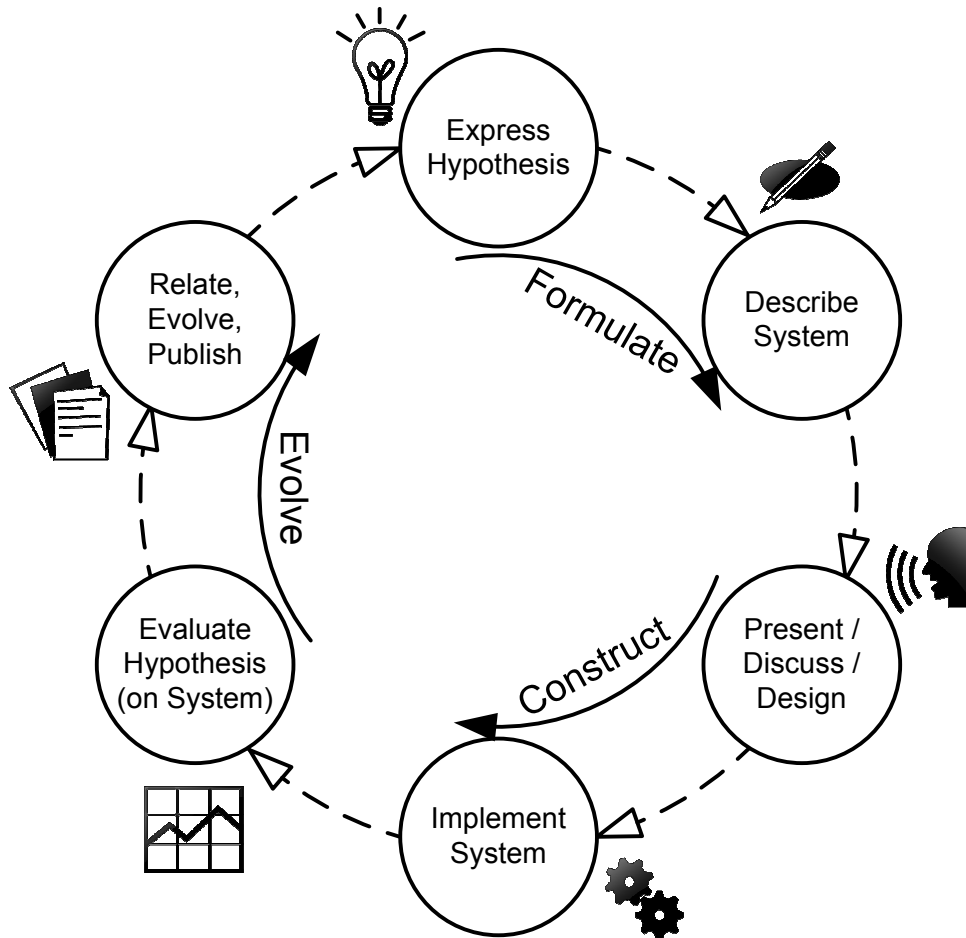 Express
Hypothesis
Formulate
Describe
System
Present /
Discuss /
Design
Construct
Implement
System
Evaluate
Hypothesis
(on System)
Evolve
Relate,
Evolve,
Publish